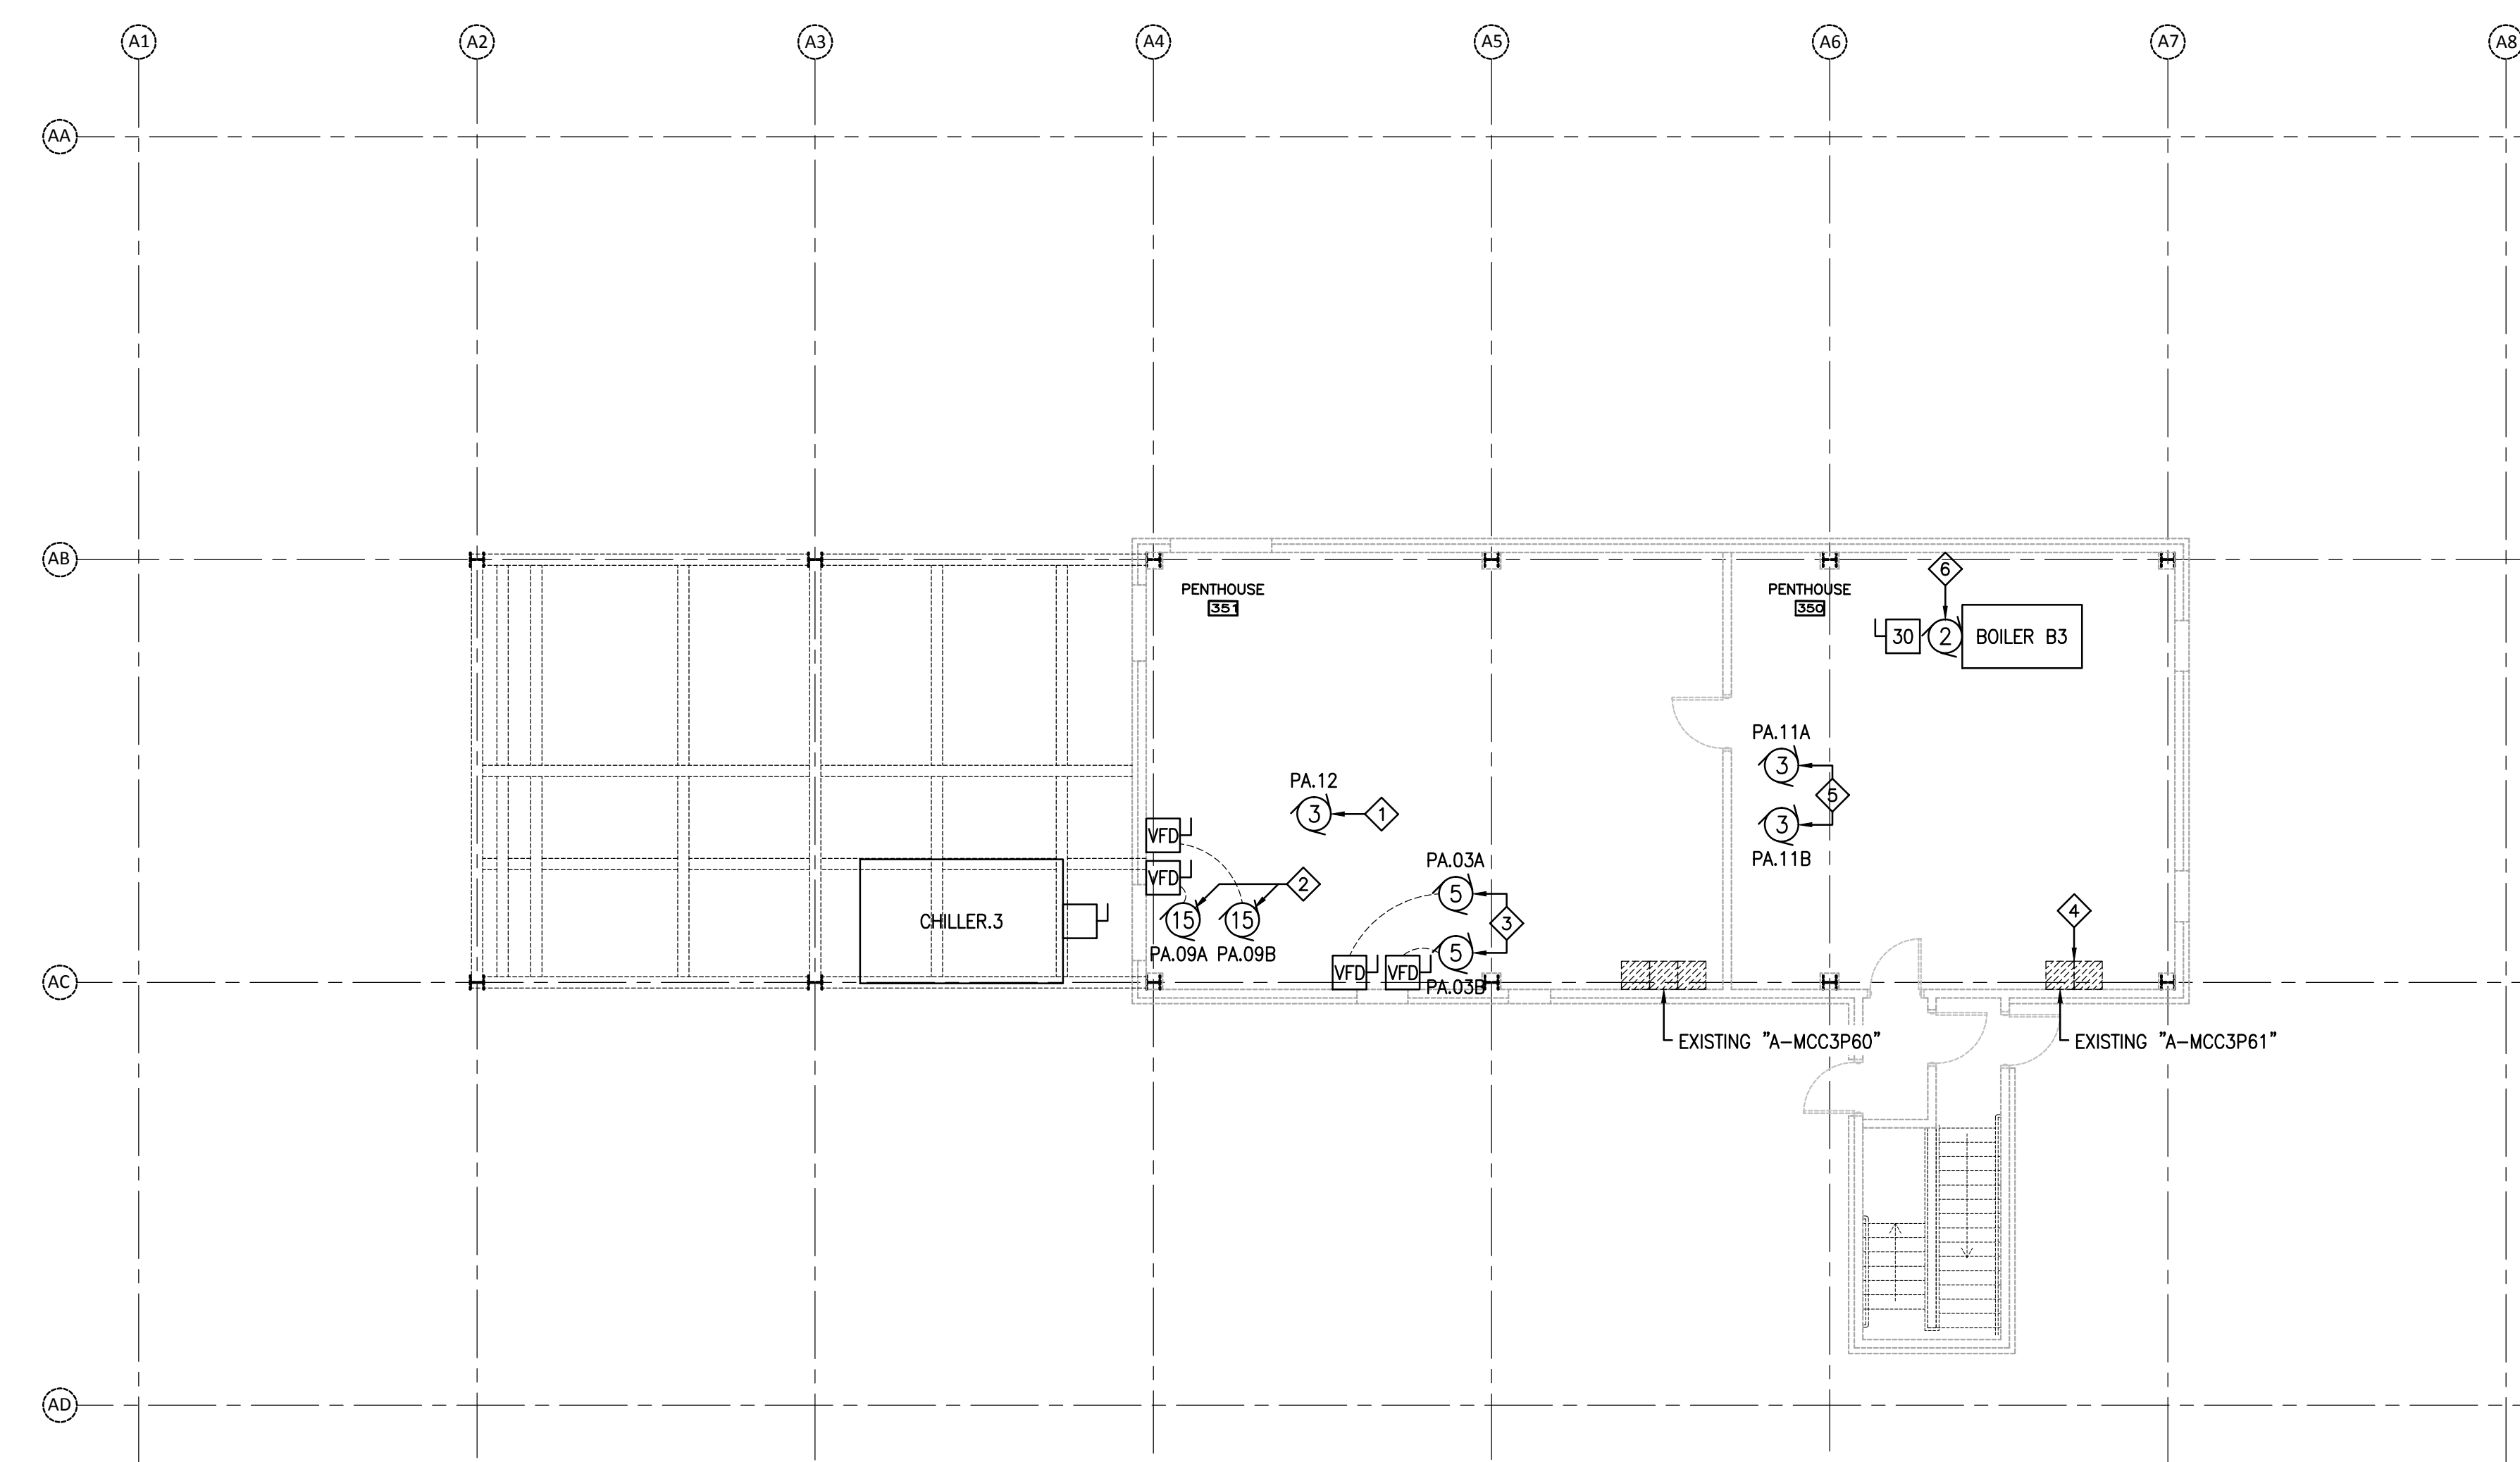 A1 A2 A3 A4 A5 A6 A7 A8
AA
AB
6
PENTHOUSE
351
PENTHOUSE
350
30 2 BOILER B3
PA.11A
3
5
3
PA.11B
PA.12
3 1
VFD
VFD
2
15 15
PA.09A PA.09B
CHILLER.3
PA.03A
5
3
5
VFD VFD
PA.03B
4
AC
EXISTING "A-MCC3P60"
EXISTING "A-MCC3P61"
AD